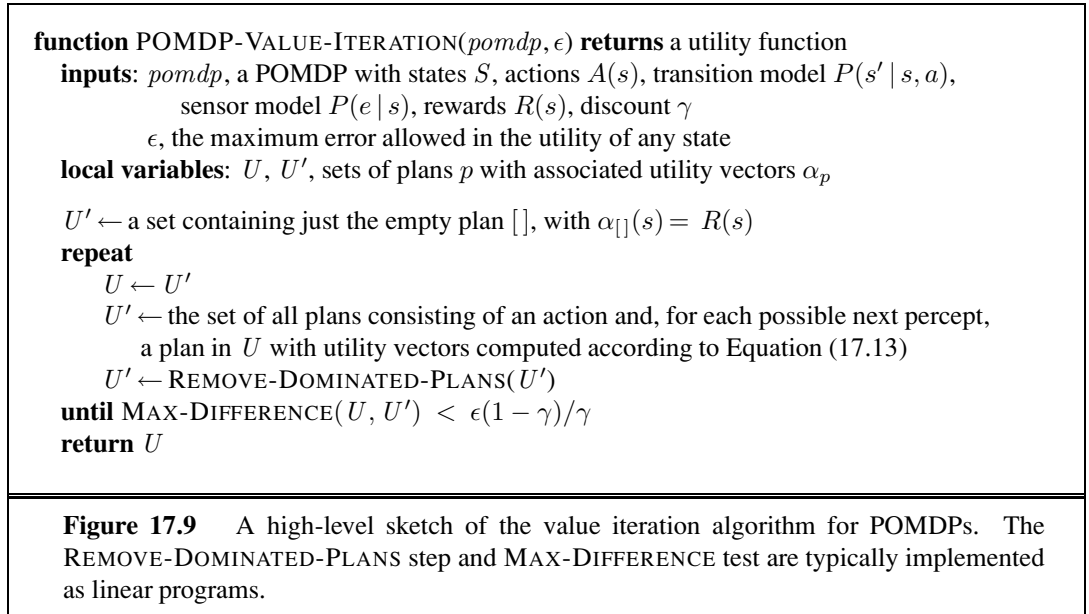 function POMDP-VALUE-ITERATION(pomdp, ϵ) returns a utility function
inputs: pomdp, a POMDP with states S, actions A(s), transition model P(s′ | s, a),
sensor model P(e | s), rewards R(s), discount γ
ϵ, the maximum error allowed in the utility of any state
local variables: U, U′, sets of plans p with associated utility vectors αp
U′ ← a set containing just the empty plan [ ], with α[ ](s) = R(s)
repeat
U ← U′
U′ ← the set of all plans consisting of an action and, for each possible next percept,
a plan in U with utility vectors computed according to Equation (17.13)
U′ ← REMOVE-DOMINATED-PLANS(U′)
until MAX-DIFFERENCE(U, U′) < ϵ(1 − γ)/γ
return U
Figure 17.9 A high-level sketch of the value iteration algorithm for POMDPs. The
REMOVE-DOMINATED-PLANS step and MAX-DIFFERENCE test are typically implemented
as linear programs.